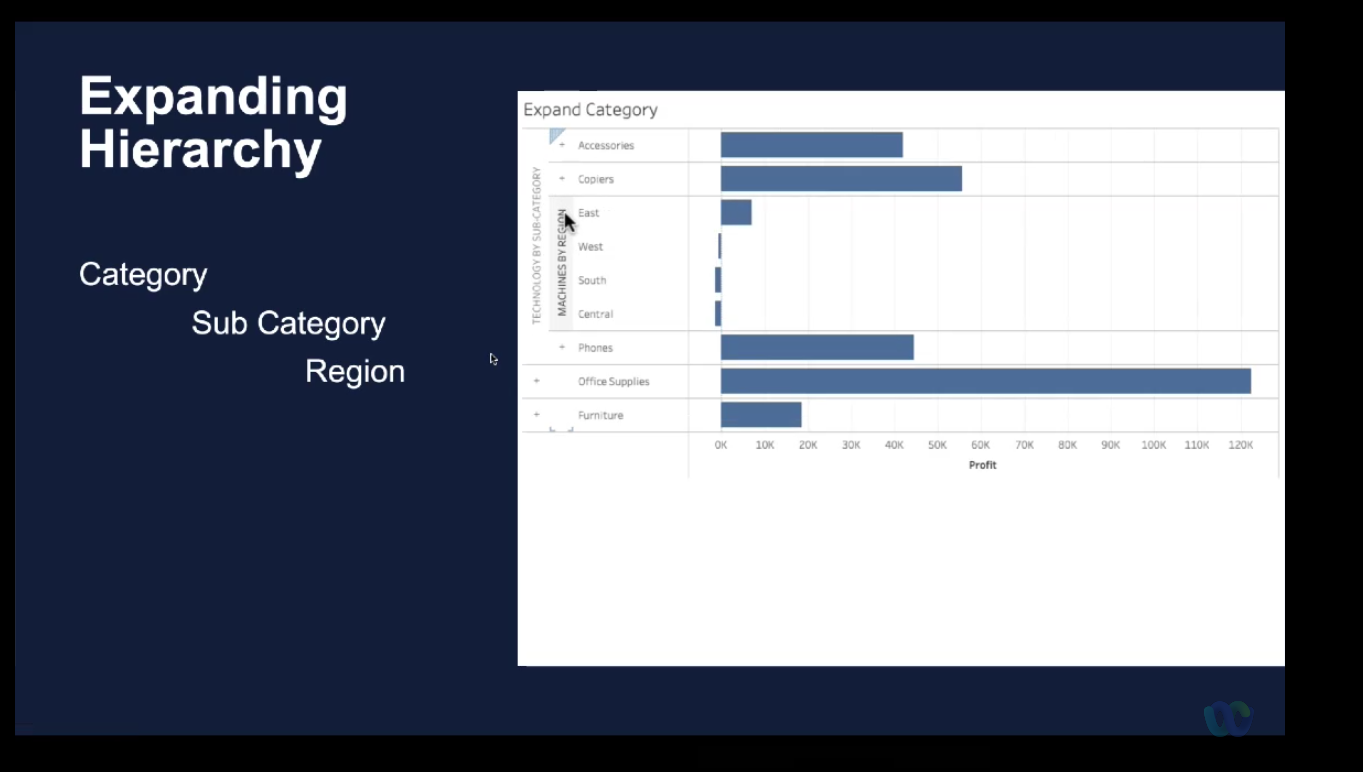 Expanding
Hierarchy
Category
Sub Category
Region
Expand Category
TECHNOLOGY BY SUB-CATEGORY
MACHINES BY REGION
+ Accessories
+ Copiers
East
West
South
Central
+ Phones
+ Office Supplies
+ Furniture
0K 10K 20K 30K 40K 50K 60K 70K 80K 90K 100K 110K 120K
Profit